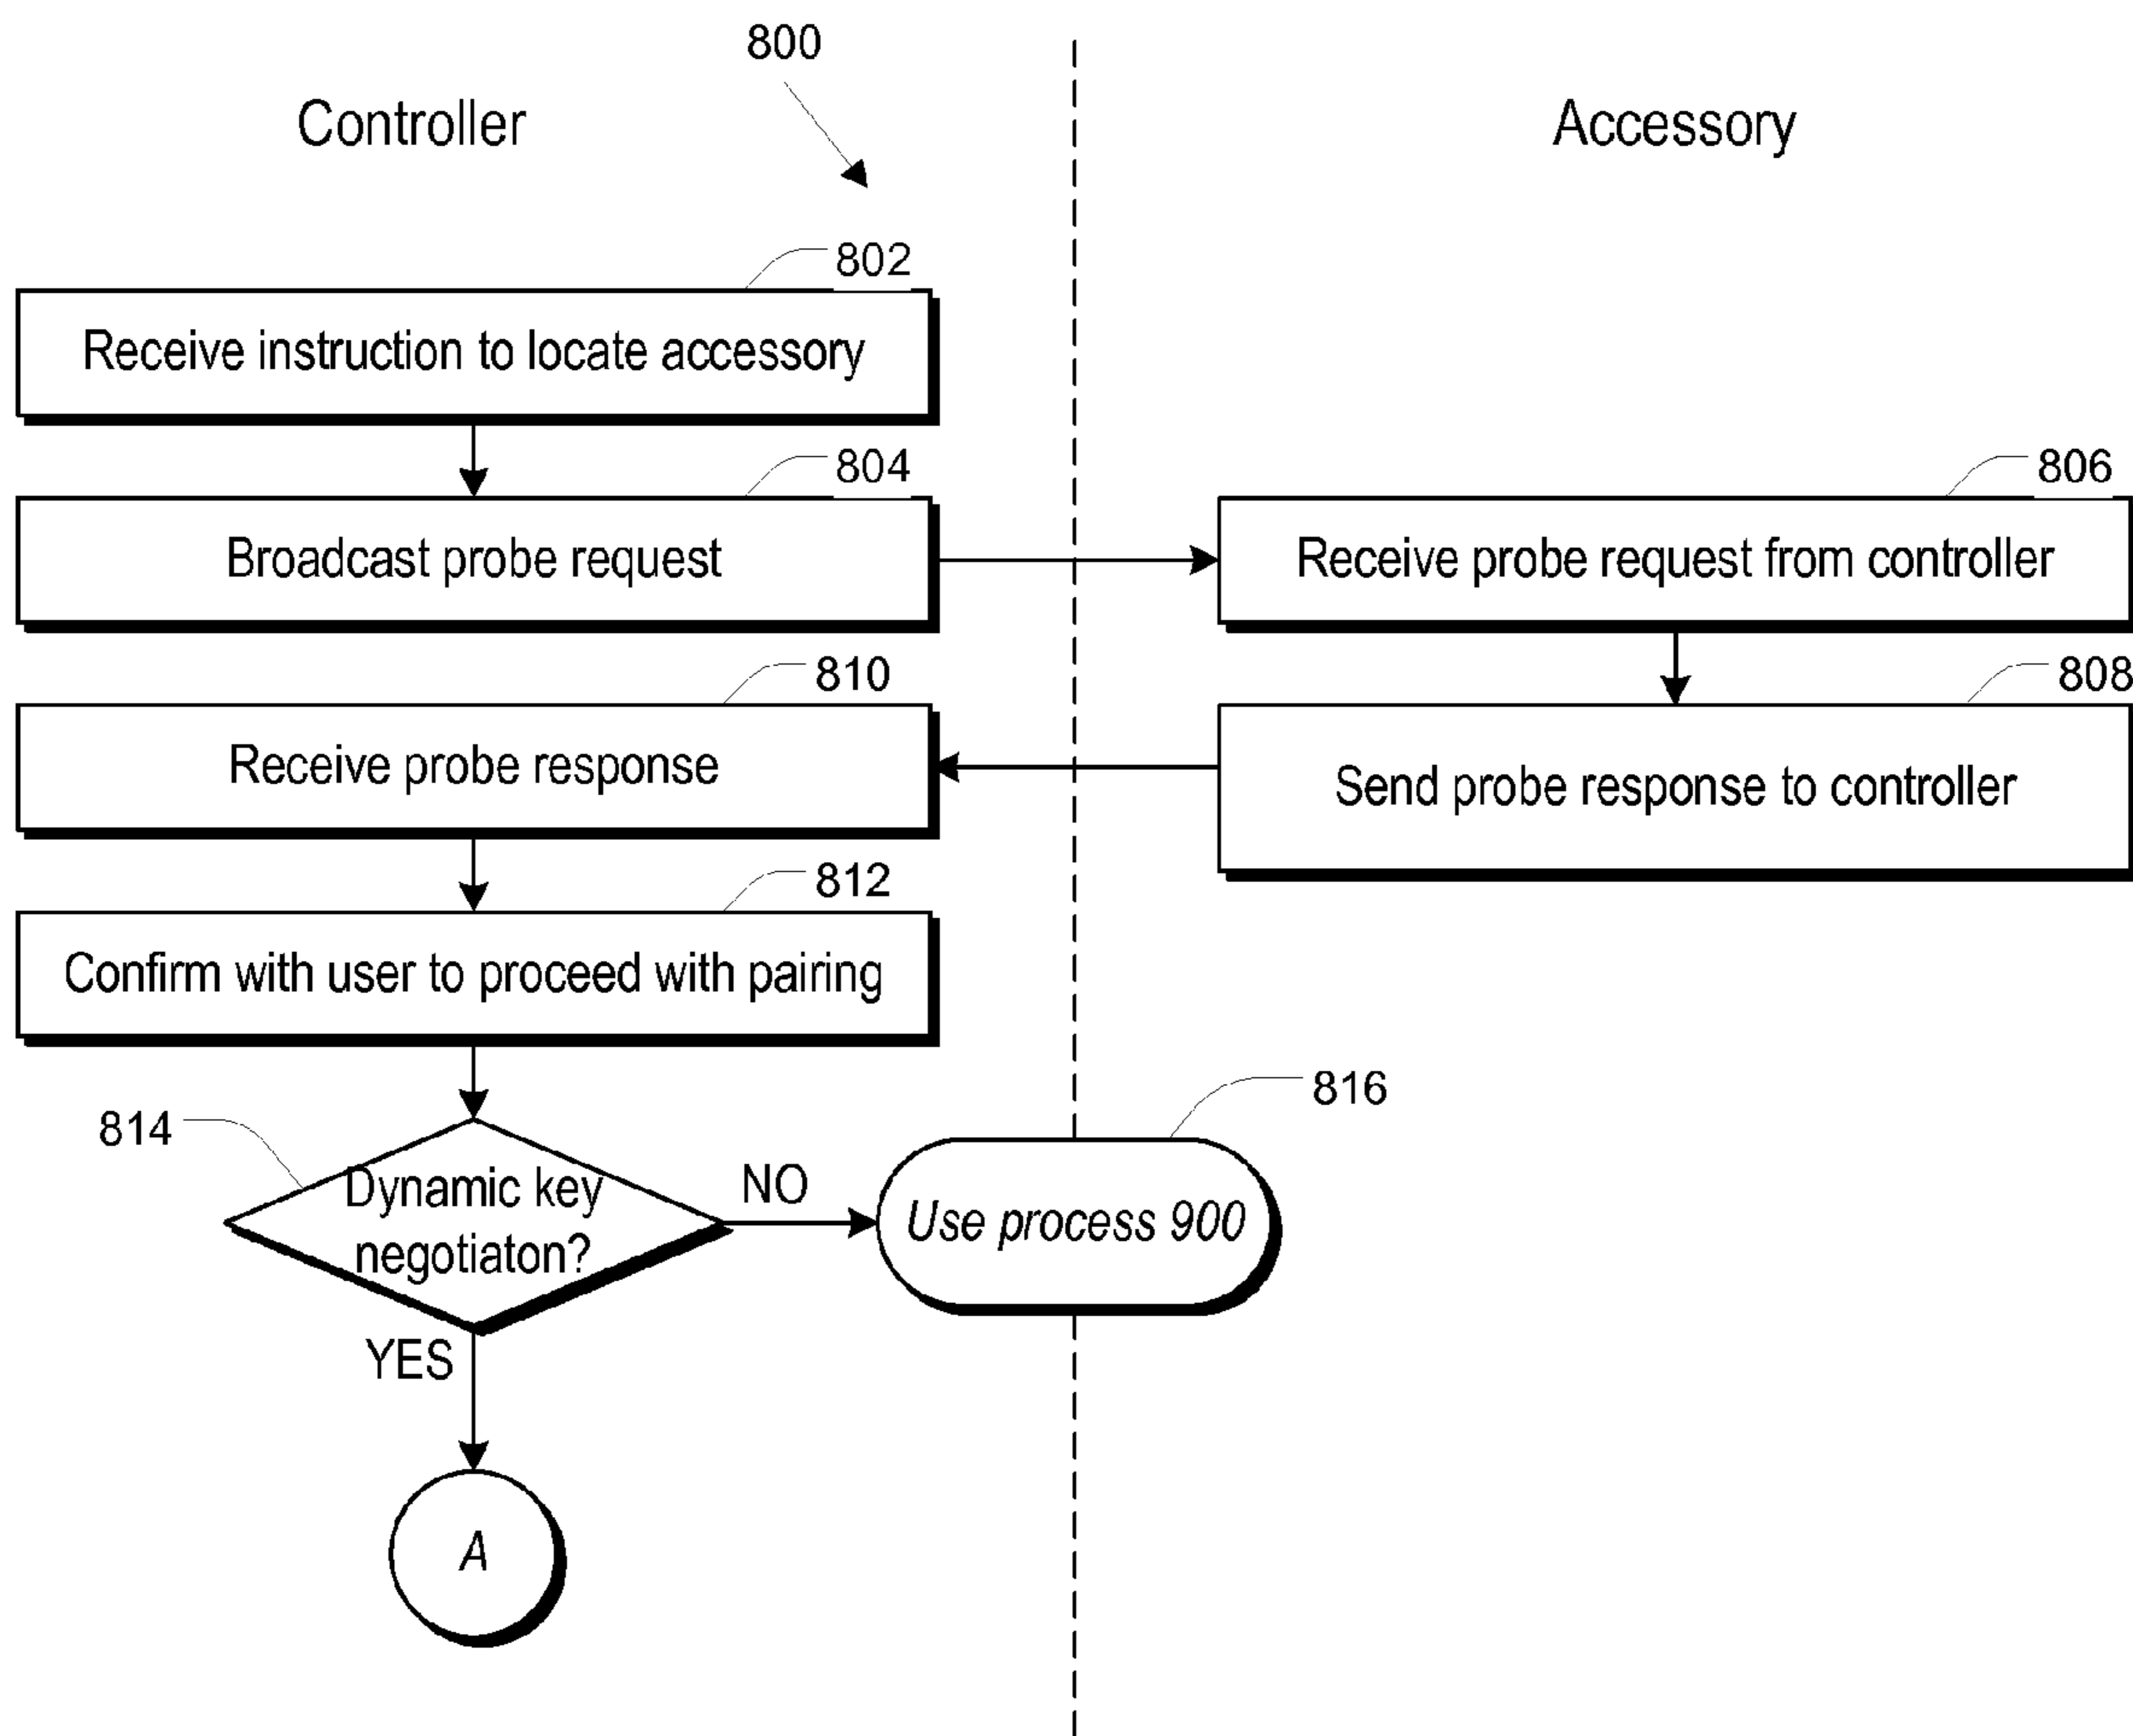 800
Controller
Accessory
802
Receive instruction to locate accessory
804
806
Broadcast probe request
Receive probe request from controller
810
808
Receive probe response
Send probe response to controller
812
Confirm with user to proceed with pairing
814
816
Dynamic key
negotiaton?
NO
Use process 900
YES
A